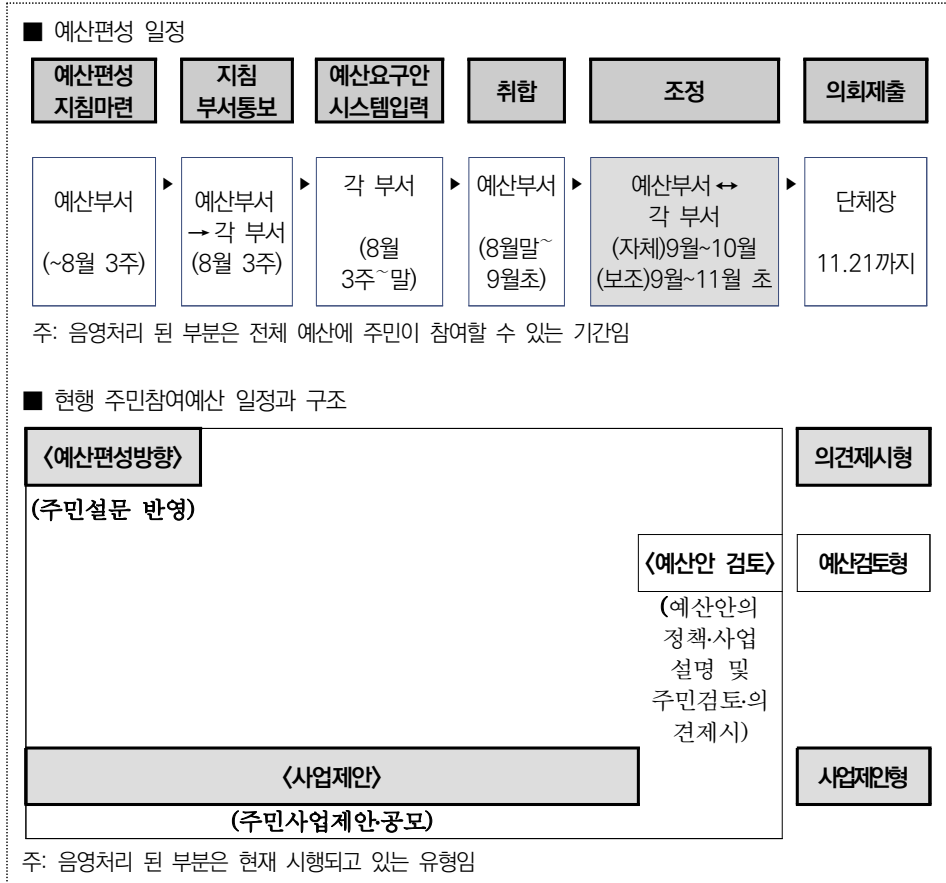 ■ 예산편성 일정
예산편성
지침마련
지침
부서통보
예산요구안
시스템입력
취합
조정
의회제출
예산부서
(~8월 3주)
▶
예산부서
→각 부서
(8월 3주)
▶
각 부서
(8월
3주~말)
▶
예산부서
(8월말~
9월초)
▶
예산부서↔
각 부서
(자체)9월~10월
(보조)9월~11월 초
▶
단체장
11.21까지
주: 음영처리 된 부분은 전체 예산에 주민이 참여할 수 있는 기간임
■ 현행 주민참여예산 일정과 구조
〈예산편성방향〉
의견제시형
(주민설문 반영)
〈예산안 검토〉
예산검토형
(예산안의
정책·사업
설명 및
주민검토·의
견제시)
〈사업제안〉
사업제안형
(주민사업제안·공모)
주: 음영처리 된 부분은 현재 시행되고 있는 유형임